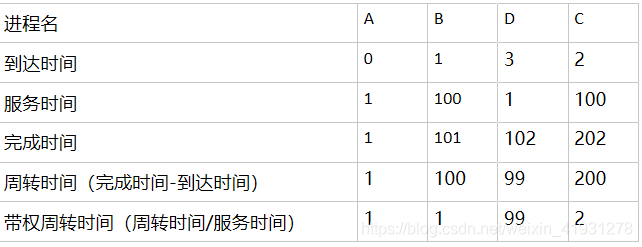 进程名 A B D C
到达时间 0 1 3 2
服务时间 1 100 1 100
完成时间 1 101 102 202
周转时间（完成时间-到达时间） 1 100 99 200
带权周转时间（周转时间/服务时间） 1 1 99 2
https://blog.csdn.net/weixin_41931278